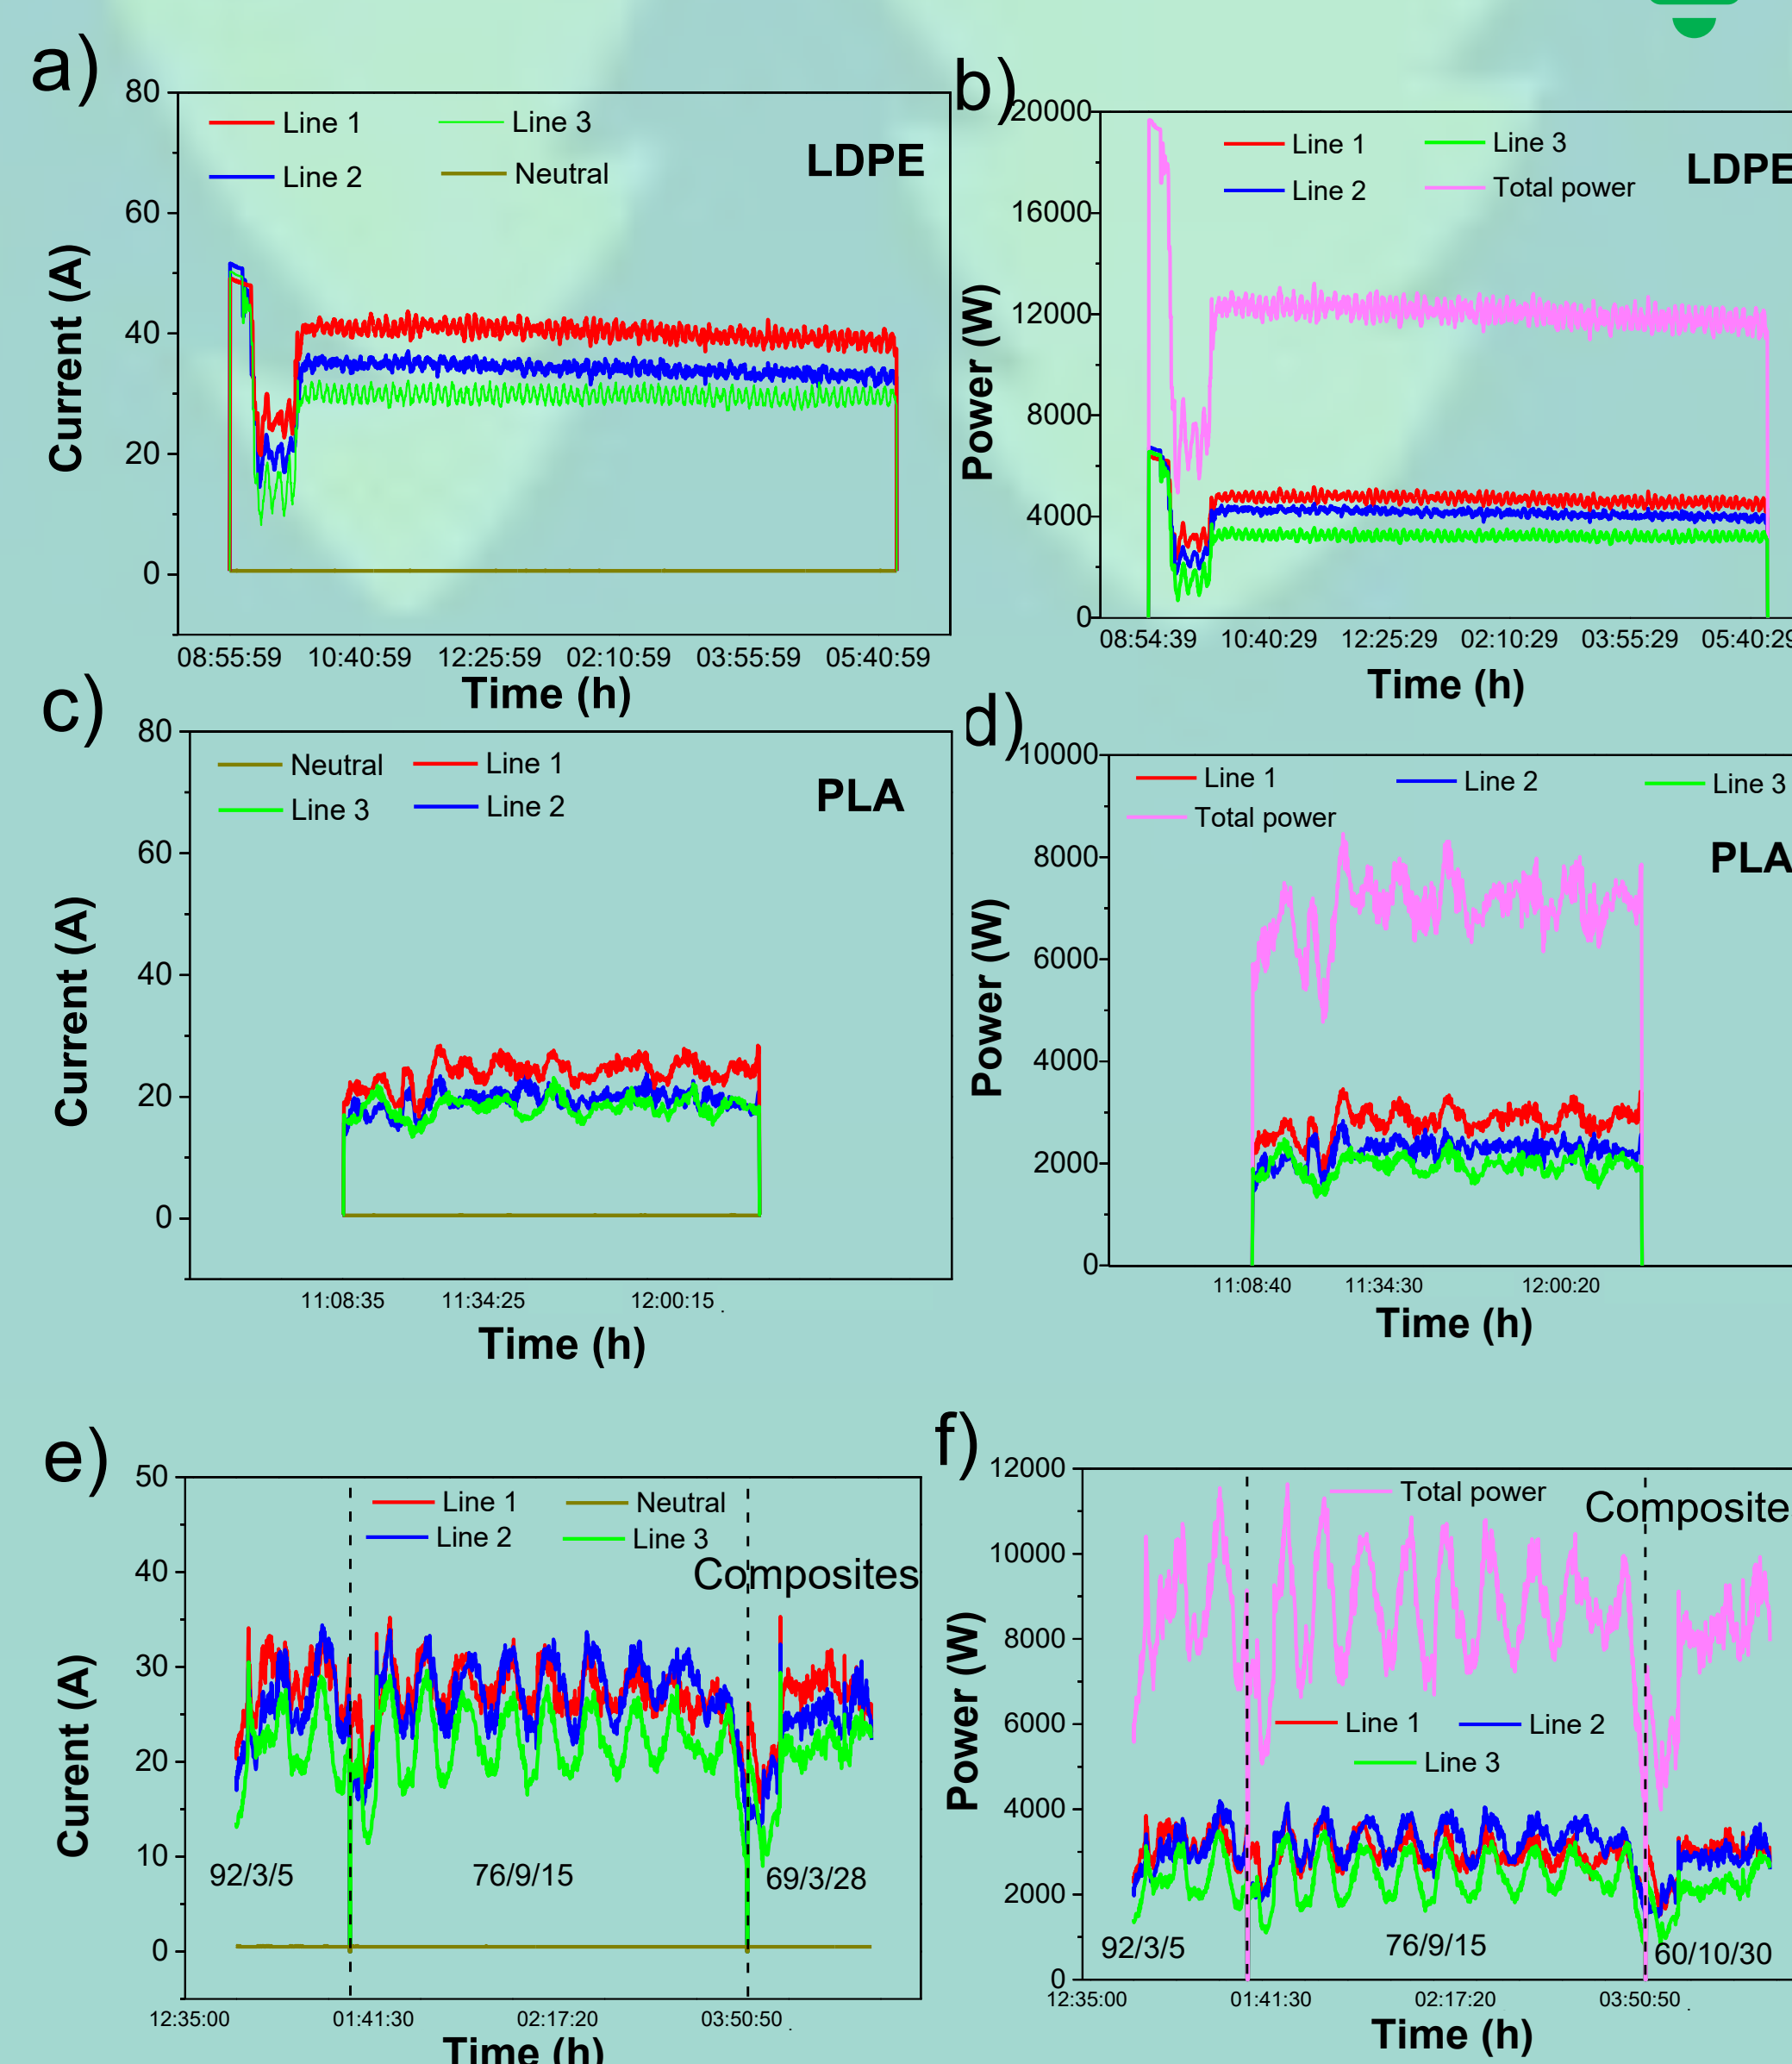 a)
80
60
40
20
0
Line 1
Line 3
Line 2
Neutral
LDPE
Current (A)
08:55:59 10:40:59 12:25:59 02:10:59 03:55:59 05:40:59
Time (h)
b)
20000
16000
12000
8000
4000
0
Line 1
Line 3
Line 2
Total power
LDPE
Power (W)
08:54:39 10:40:29 12:25:29 02:10:29 03:55:29 05:40:29
Time (h)
c)
80
60
40
20
0
Neutral
Line 1
Line 3
Line 2
PLA
Current (A)
11:08:35 11:34:25 12:00:15
Time (h)
d)
10000
8000
6000
4000
2000
0
Line 1
Line 2
Line 3
Total power
PLA
Power (W)
11:08:40 11:34:30 12:00:20
Time (h)
e)
50
40
30
20
10
0
Line 1
Neutral
Line 2
Line 3
Composites
Curent (A)
92/3/5
76/9/15
69/3/28
12:35:00 01:41:30 02:17:20 03:50:50
Time (h)
f)
12000
10000
8000
6000
4000
2000
0
Total power
Composite
Line 1
Line 2
Line 3
Power (W)
92/3/5
76/9/15
60/10/30
12:35:00 01:41:30 02:17:20 03:50:50
Time (h)